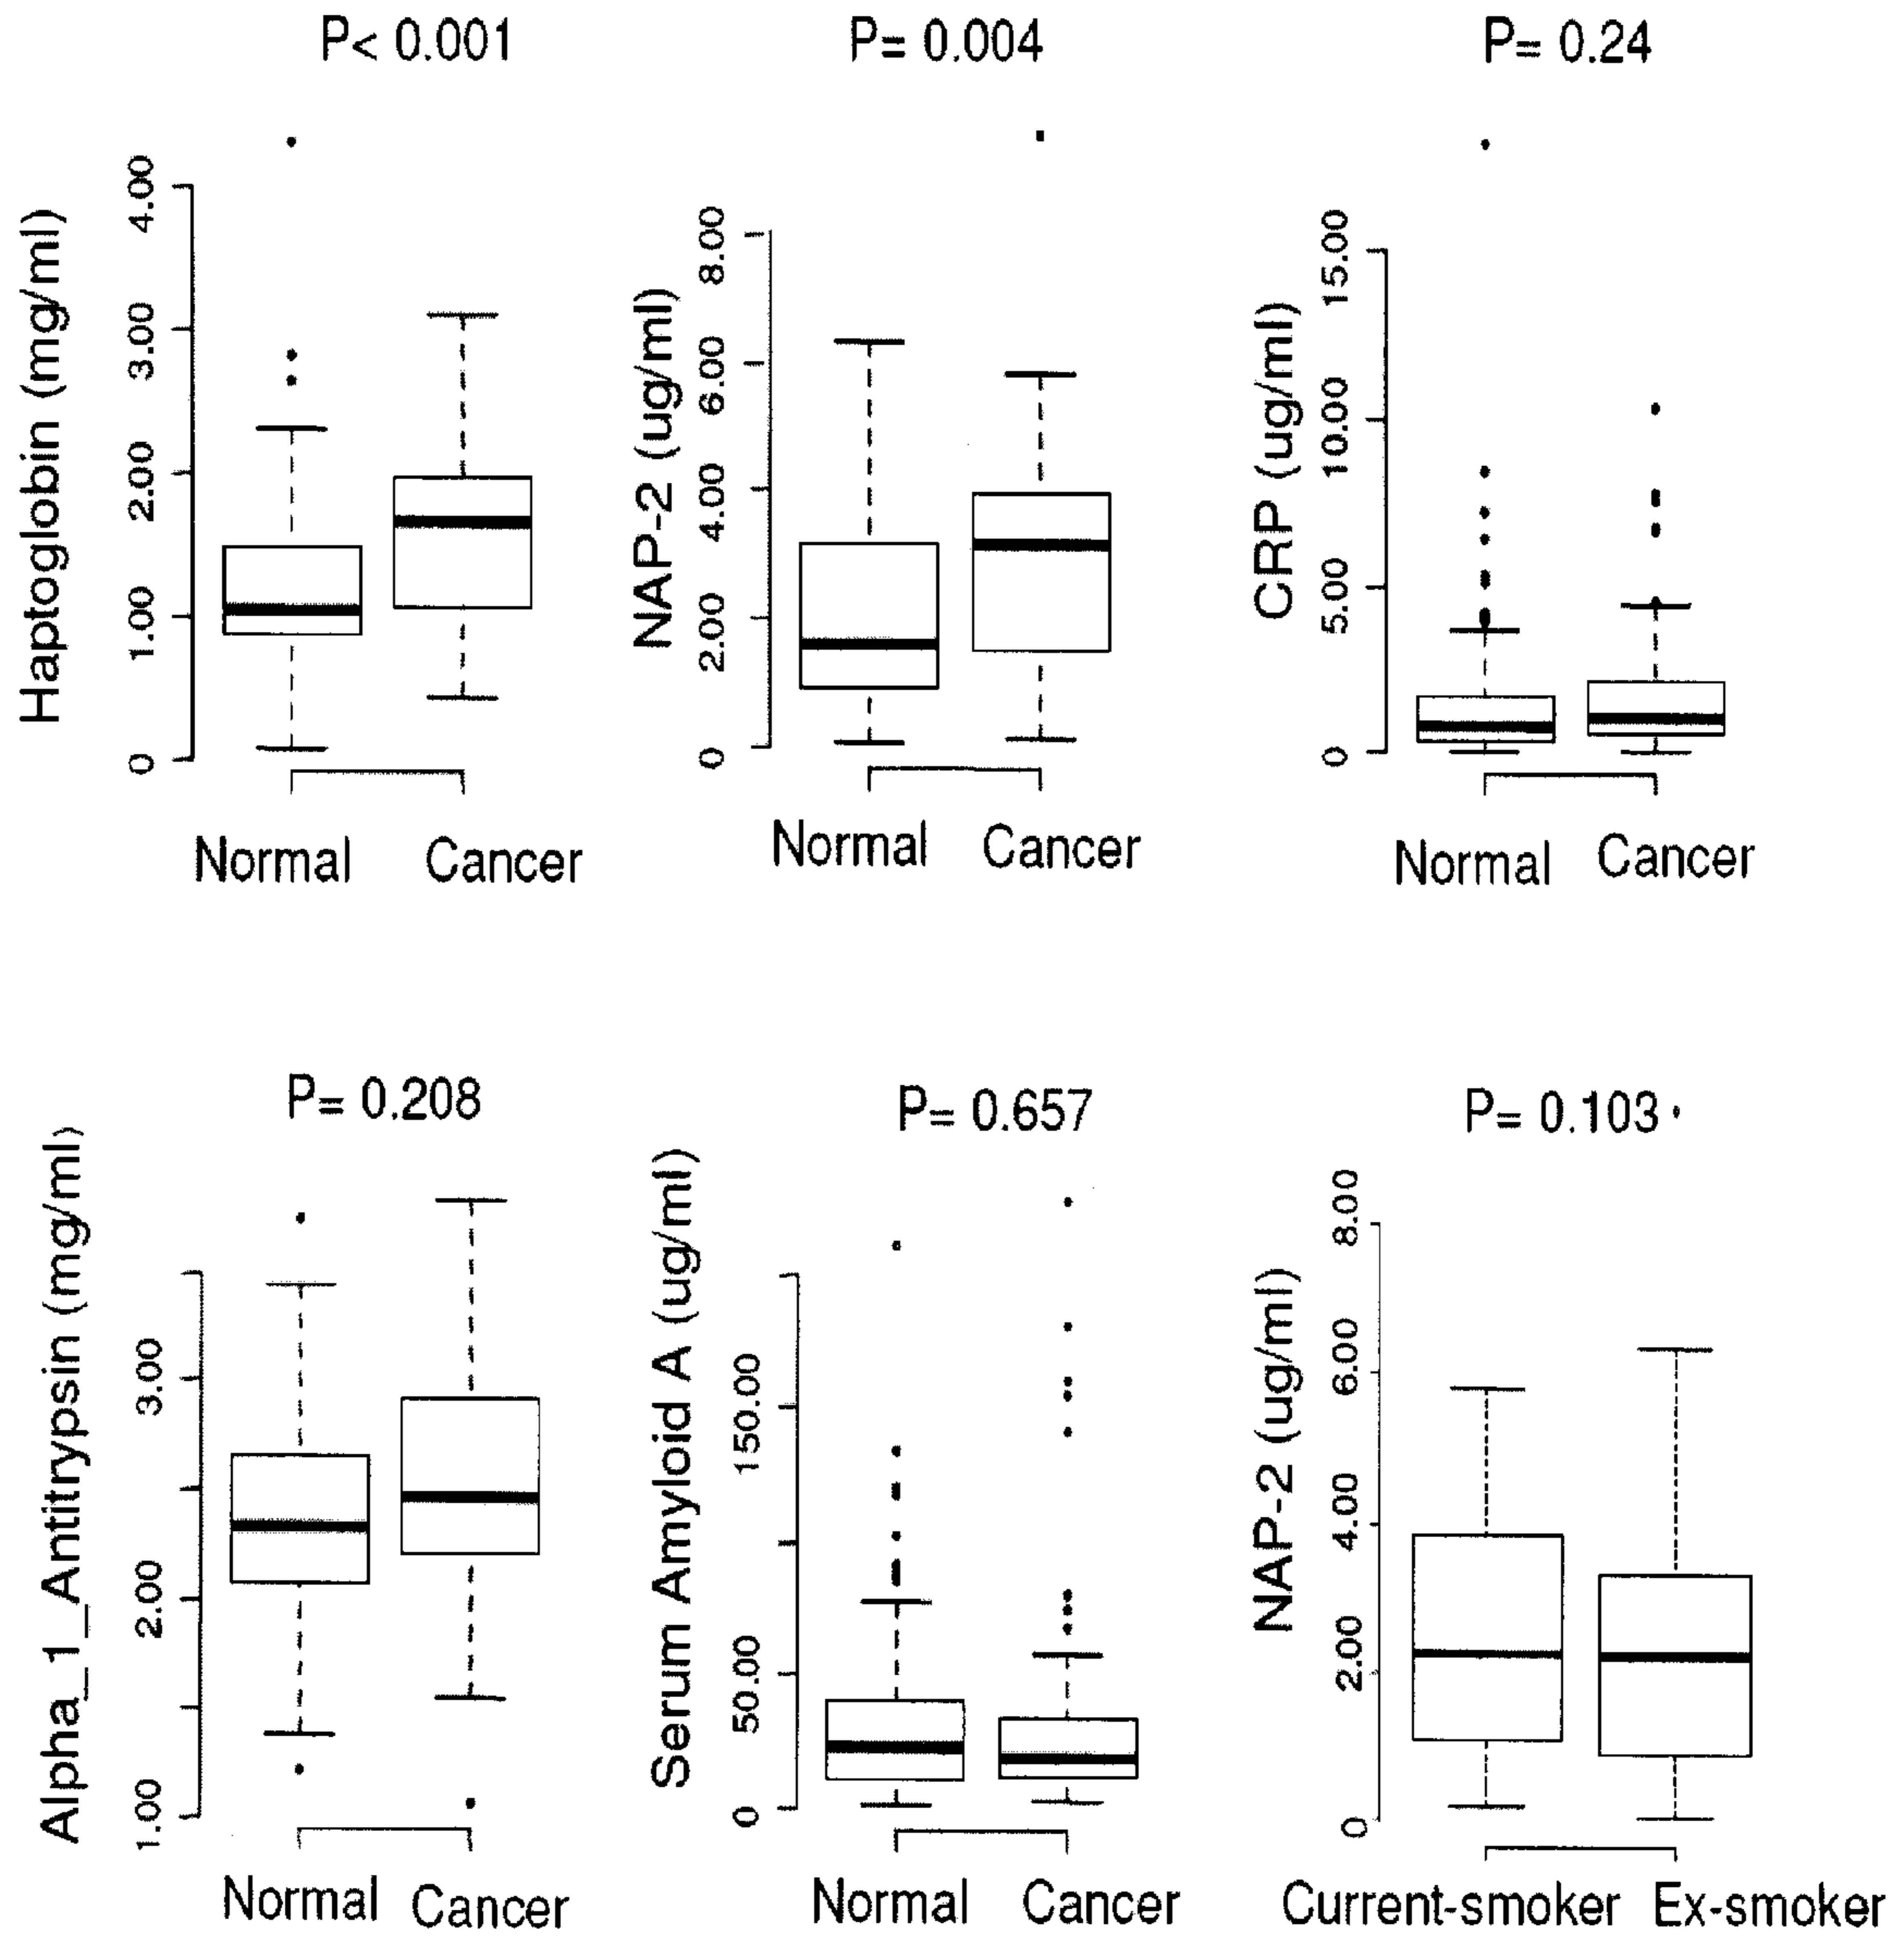 P< 0.001
Haptoglobin (mg/ml)
4.00
3.00
2.00
1.00
0
Normal Cancer
P= 0.004
NAP-2 (ug/ml)
8.00
6.00
4.00
2.00
0
Normal Cancer
P= 0.24
CRP (ug/ml)
15.00
10.00
5.00
0
Normal Cancer
P= 0.208
Alpha_1_Antitrypsin (mg/ml)
3.00
2.00
1.00
Normal Cancer
P= 0.657
Serum Amyloid A (ug/ml)
150.00
50.00
0
Normal Cancer
P= 0.103
NAP-2 (ug/ml)
8.00
6.00
4.00
2.00
0
Current-smoker Ex-smoker